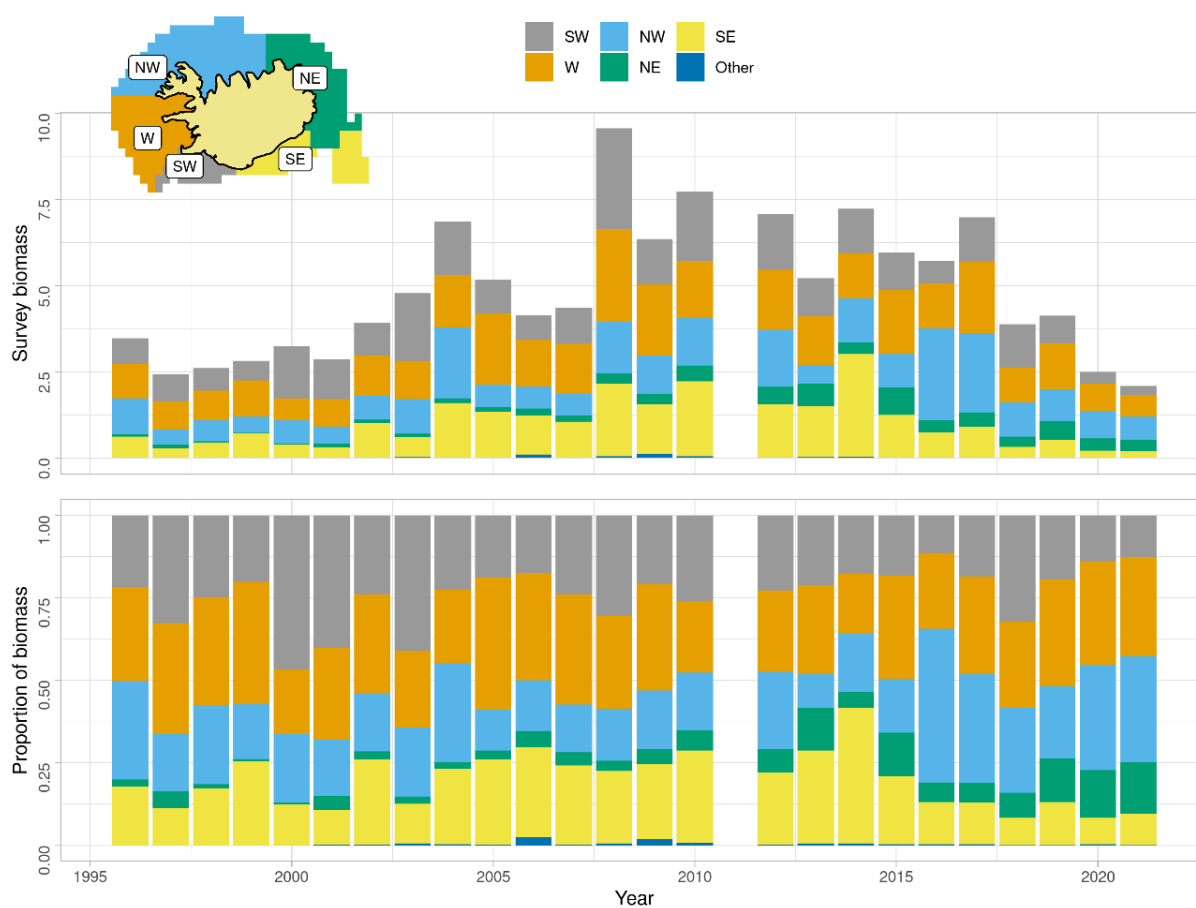 SW NW SE
W NE Other
NW
NE
W
SW
SE
Survey biomass
10.0
7.5
5.0
2.5
0.0
Proportion of biomass
1.00
0.75
0.50
0.25
0.00
1995 2000 2005 2010 2015 2020
Year